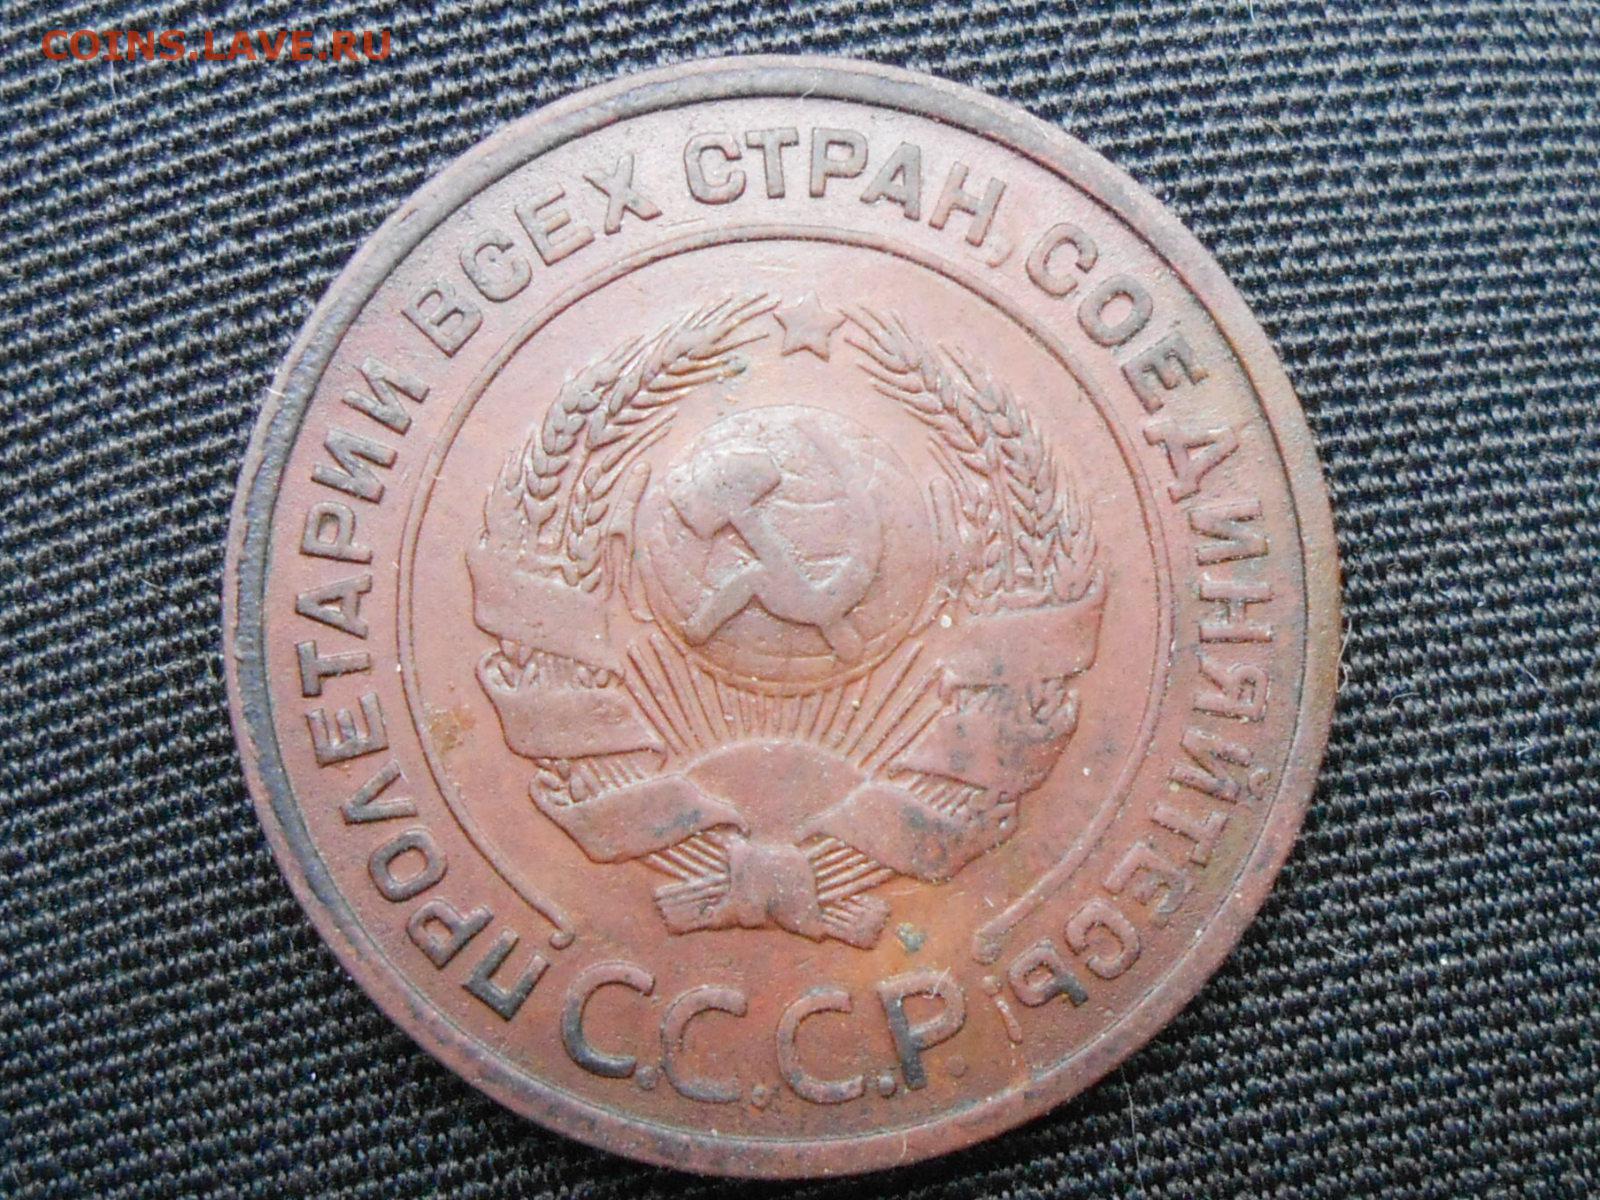 COINS.LAVE.RU
ПРОЛЕТАРИИ ВСЕХ СТРАН, СОЕДИНЯЙТЕСЬ!
С.С.С.Р.